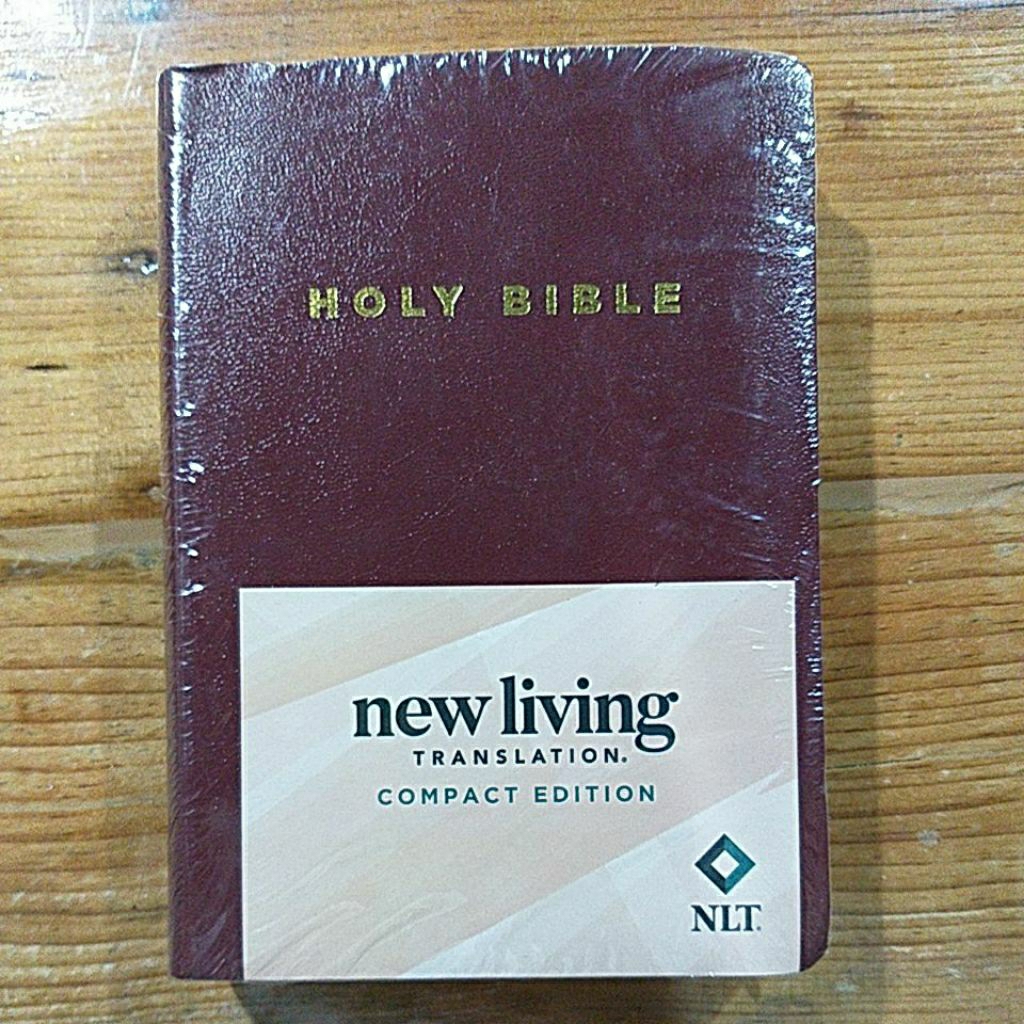 HOLY BIBLE
new living
TRANSLATION®
COMPACT EDITION
NLT®